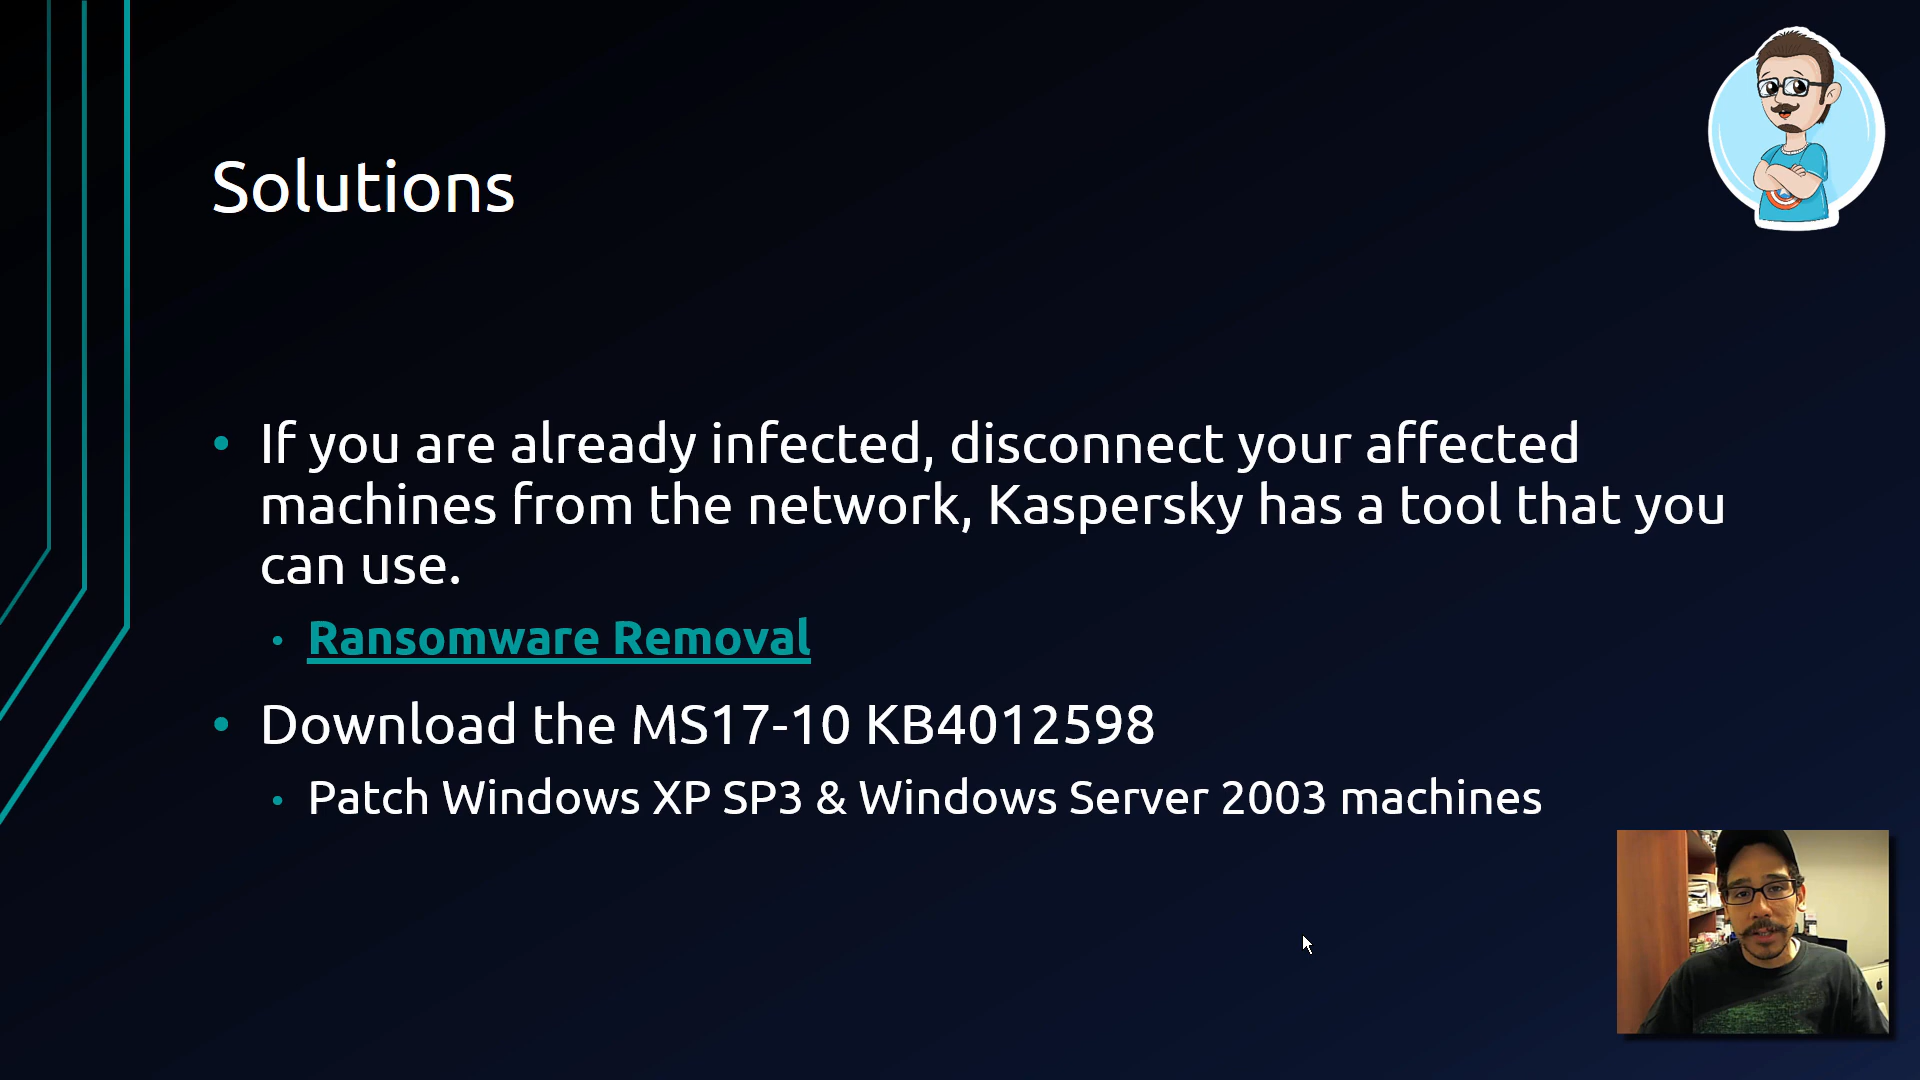 Solutions
• If you are already infected, disconnect your affected
machines from the network, Kaspersky has a tool that you
can use.
• Ransomware Removal
• Download the MS17-10 KB4012598
• Patch Windows XP SP3 & Windows Server 2003 machines